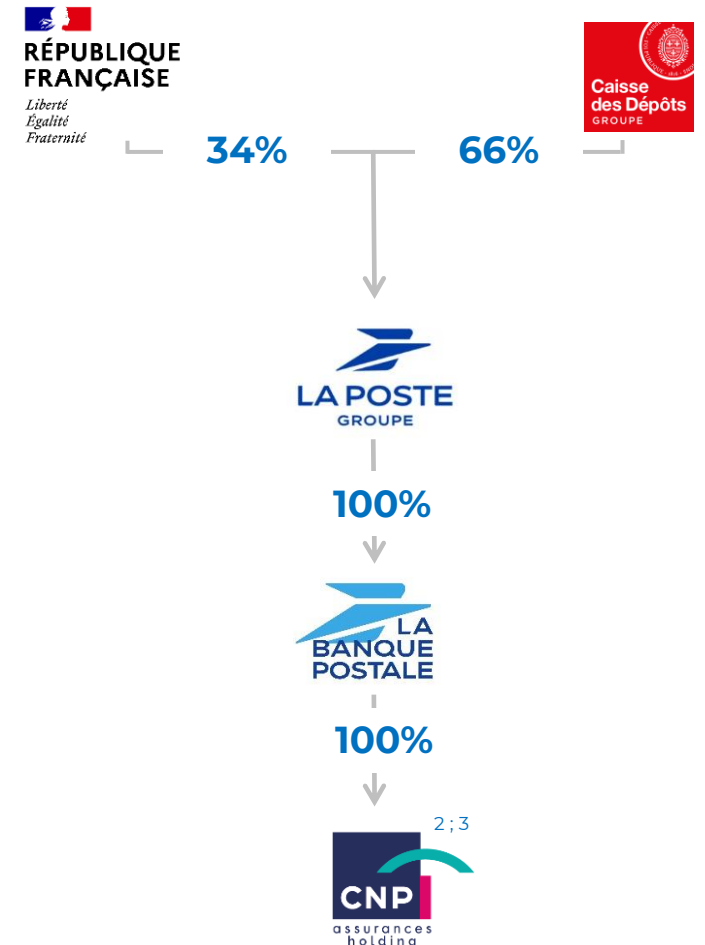 RÉPUBLIQUE
FRANÇAISE
Liberté
Égalité
Fraternité
Caisse
des Dépôts
GROUPE
34%
66%
LA POSTE
GROUPE
100%
LA
BANQUE
POSTALE
100%
2 ; 3
CNP
assurances
holding